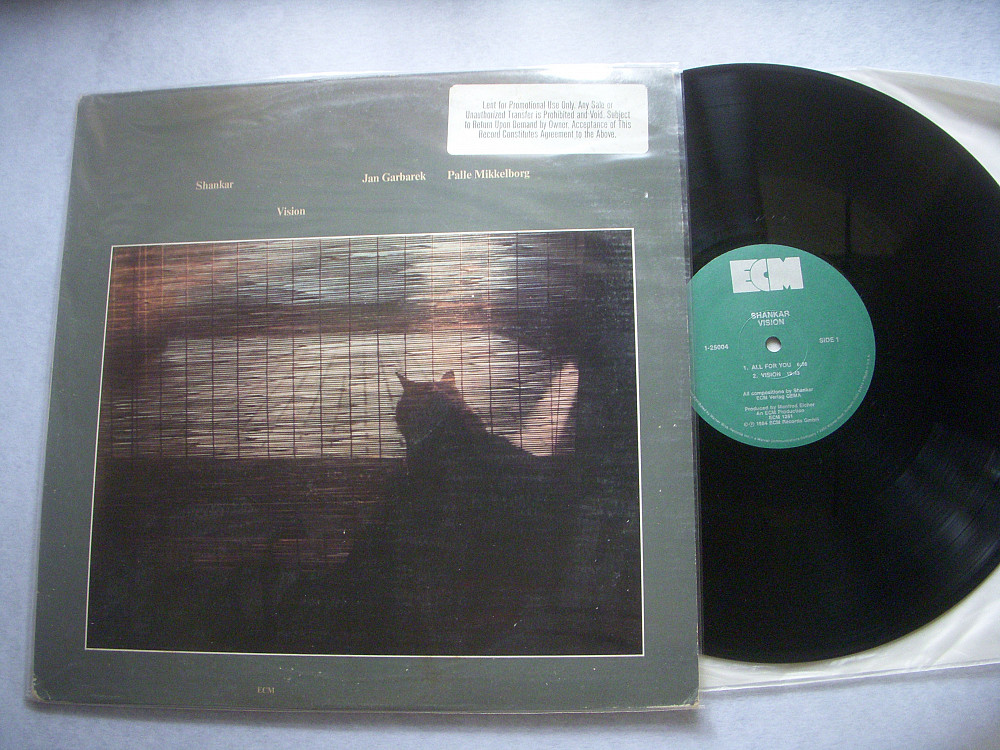 Lent for Promotional Use Only. Any Sale or
Unauthorized Transfer is Prohibited and Void. Subject
to Return Upon Demand by Owner. Acceptance of This
Record Constitutes Agreement to the Above.
Shankar
Jan Garbarek
Palle Mikkelborg
Vision
ECM
ECM
SHANKAR
VISION
1-25004
SIDE 1
1. ALL FOR YOU
2. VISION
All compositions by Shankar
ECM Verlag GEMA
Produced by Manfred Eicher
An ECM Production
ECM 1261
© ℗ 1984 ECM Records GmbH